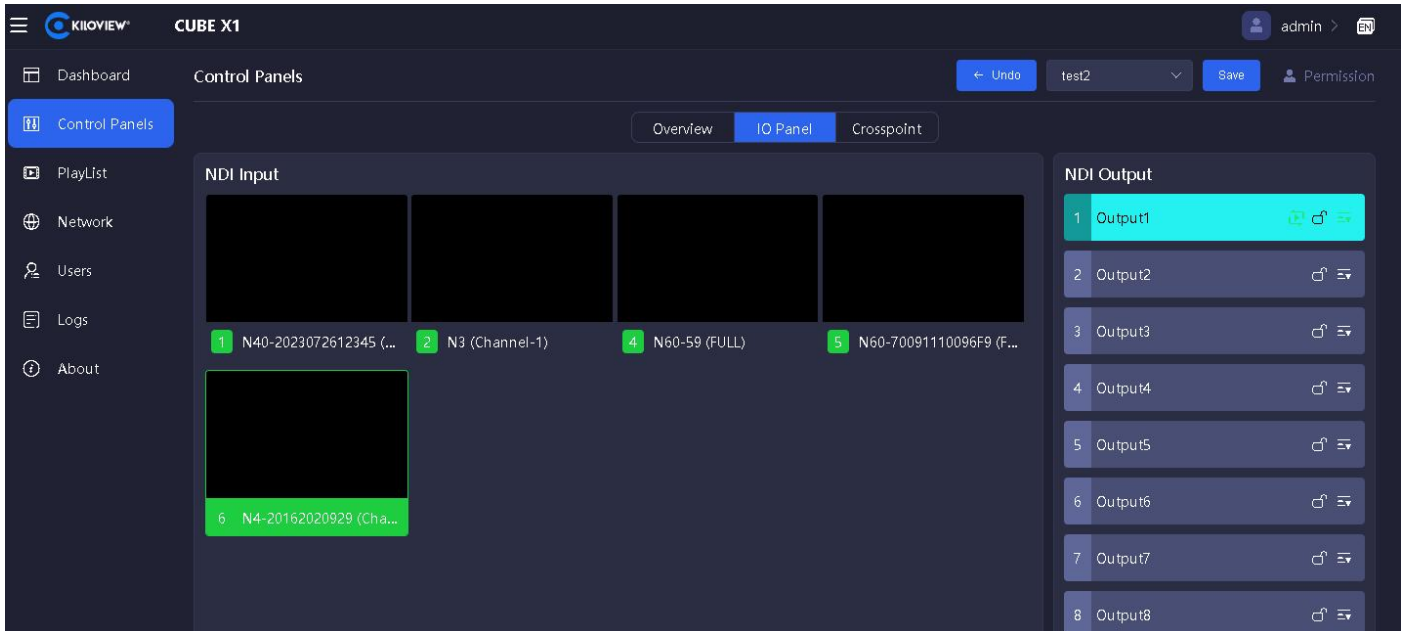 KILOVIEW CUBE X1 admin EN
Dashboard
Control Panels
PlayList
Network
Users
Logs
About
Control Panels ← Undo test2 Save Permission
Overview IO Panel Crosspoint
NDI Input
1 N40-2023072612345 (... 2 N3 (Channel-1) 4 N60-59 (FULL) 5 N60-70091110096F9 (F...
6 N4-20162020929 (Cha...
NDI Output
1 Output1
2 Output2
3 Output3
4 Output4
5 Output5
6 Output6
7 Output7
8 Output8